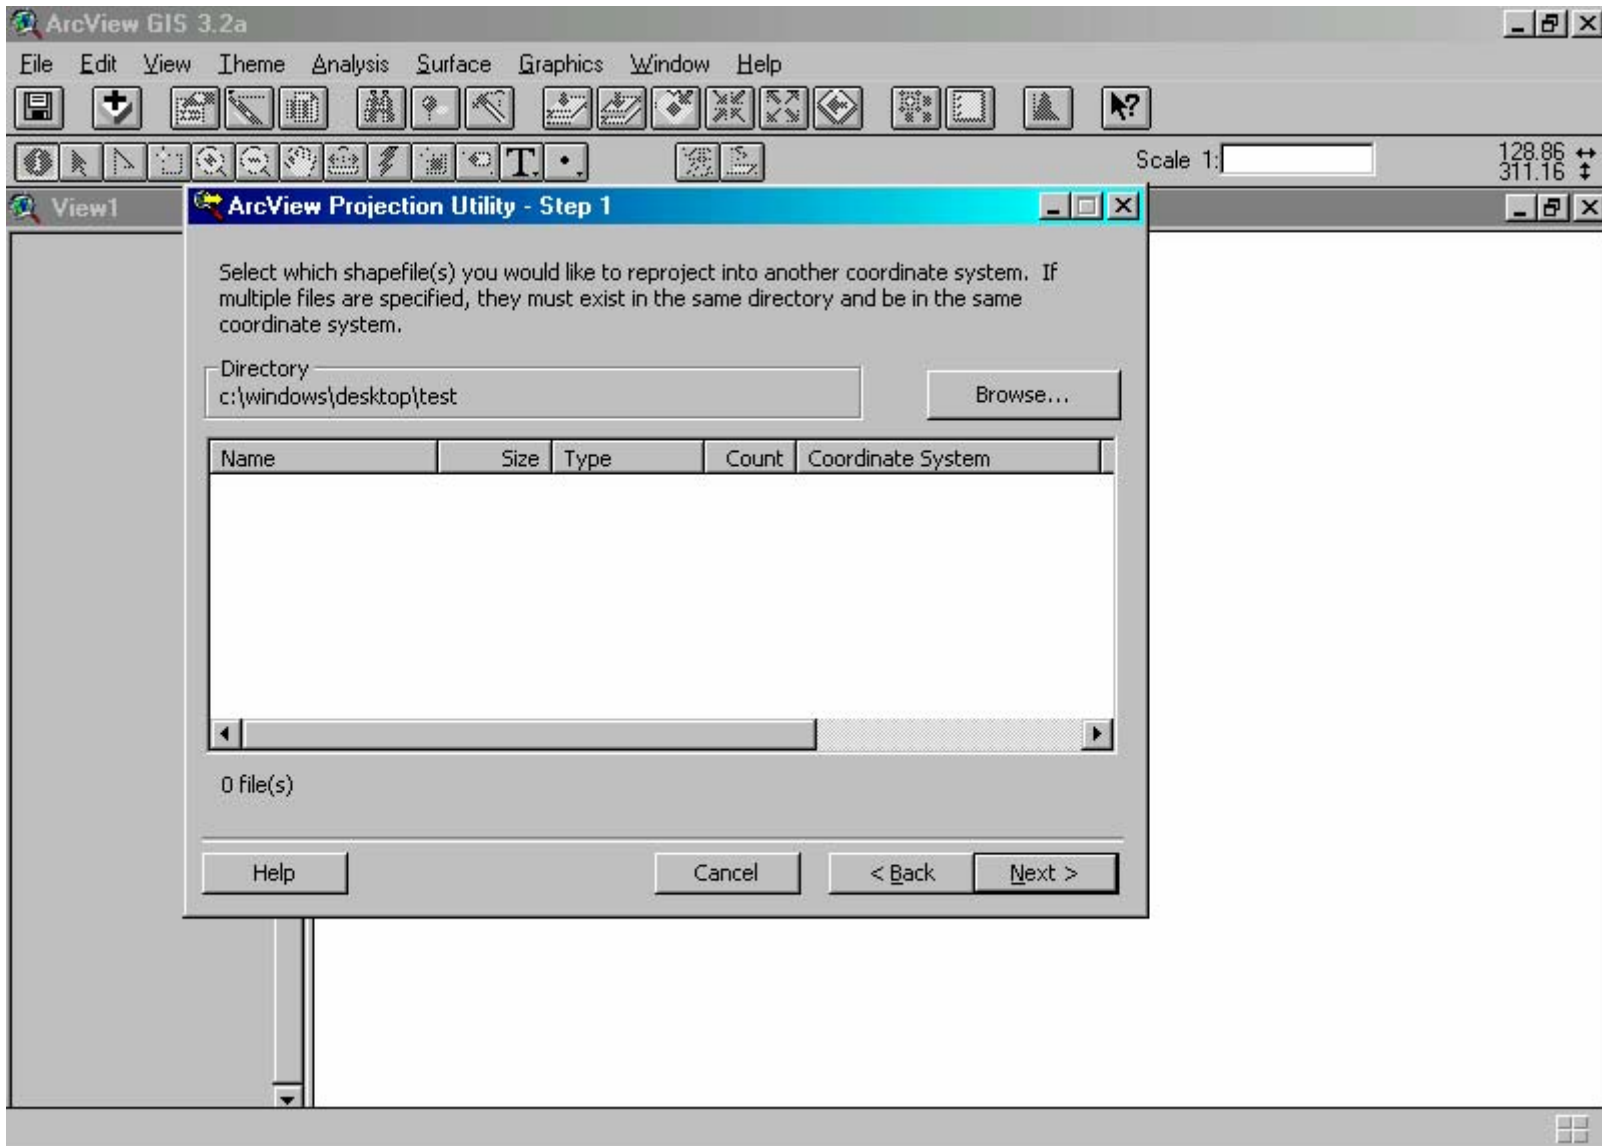 ArcView GIS 3.2a
File Edit View Theme Analysis Surface Graphics Window Help
T
Scale 1:
128.86
311.16
View1
ArcView Projection Utility - Step 1
Select which shapefile(s) you would like to reproject into another coordinate system. If
multiple files are specified, they must exist in the same directory and be in the same
coordinate system.
Directory
c:\windows\desktop\test
Browse...
Name Size Type Count Coordinate System
0 file(s)
Help Cancel < Back Next >